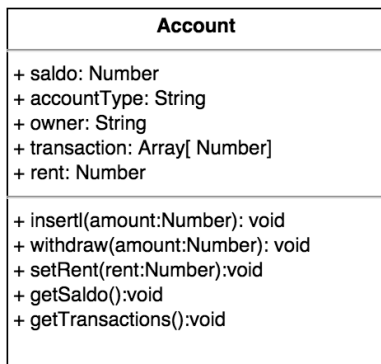 Account
+ saldo: Number
+ accountType: String
+ owner: String
+ transaction: Array[ Number]
+ rent: Number
+ insertl(amount:Number): void
+ withdraw(amount:Number): void
+ setRent(rent:Number):void
+ getSaldo():void
+ getTransactions():void